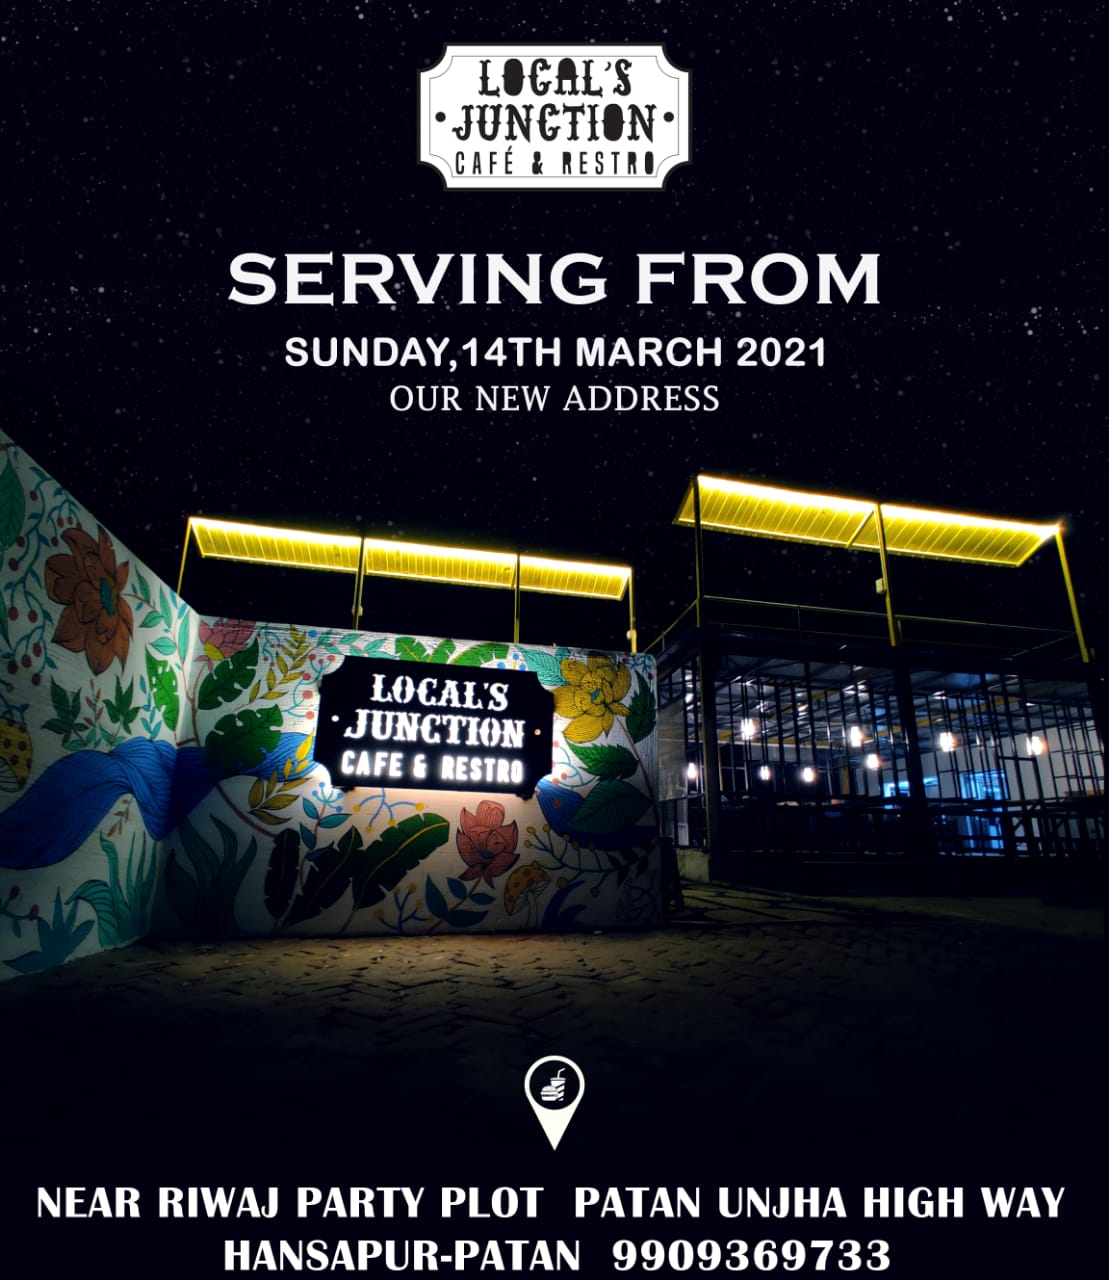 LOCAL'S
JUNCTION
CAFÉ & RESTRO
SERVING FROM
SUNDAY,14TH MARCH 2021
OUR NEW ADDRESS
LOCAL'S
JUNCTION
CAFE & RESTRO
NEAR RIWAJ PARTY PLOT PATAN UNJHA HIGH WAY
HANSAPUR-PATAN 9909369733